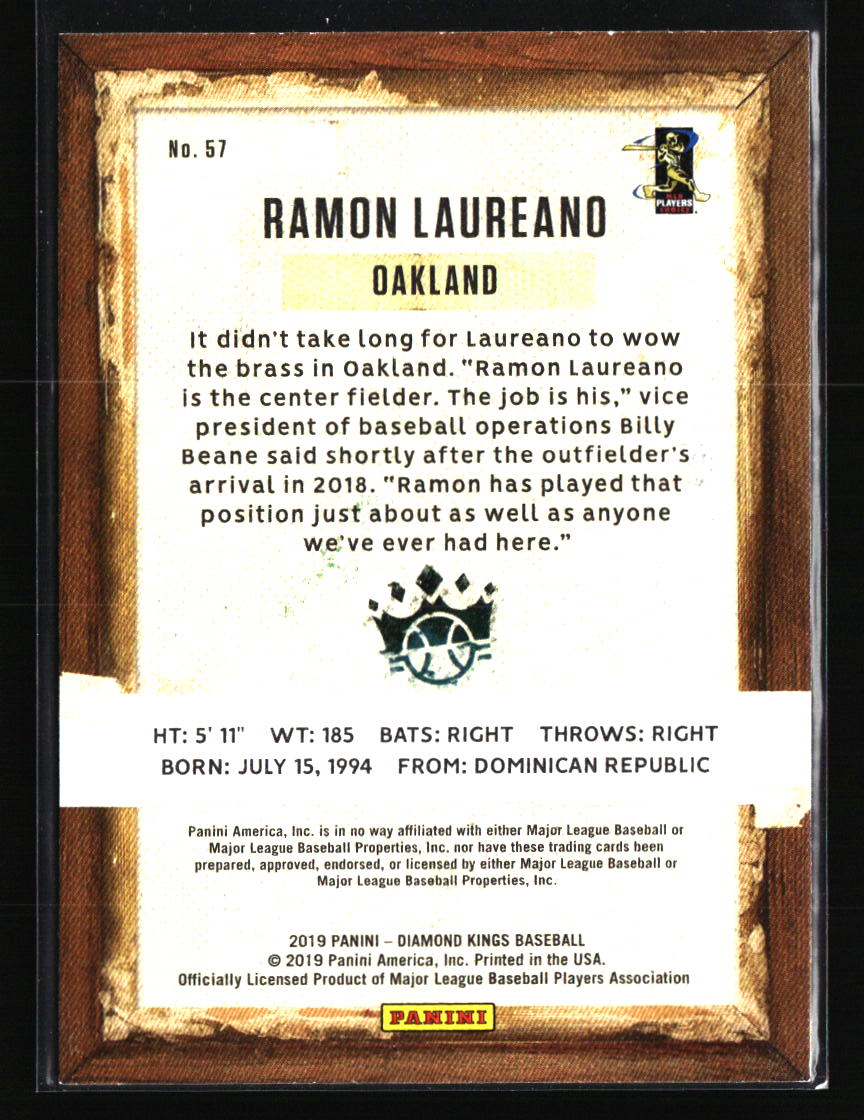 No. 57
PLAYERS
CHOICE
RAMON LAUREANO
OAKLAND
It didn't take long for Laureano to wow
the brass in Oakland. "Ramon Laureano
is the center fielder. The job is his," vice
president of baseball operations Billy
Beane said shortly after the outfielder's
arrival in 2018. "Ramon has played that
position just about as well as anyone
we've ever had here."
HT: 5' 11" WT: 185 BATS: RIGHT THROWS: RIGHT
BORN: JULY 15, 1994 FROM: DOMINICAN REPUBLIC
Panini America, Inc. is in no way affiliated with either Major League Baseball or
Major League Baseball Properties, Inc. nor have these trading cards been
prepared, approved, endorsed, or licensed by either Major League Baseball or
Major League Baseball Properties, Inc.
2019 PANINI – DIAMOND KINGS BASEBALL
© 2019 Panini America, Inc. Printed in the USA.
Officially Licensed Product of Major League Baseball Players Association
PANINI